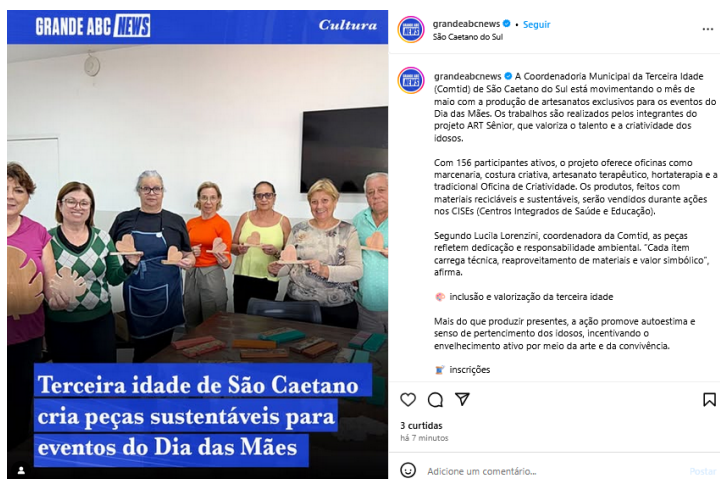 GRANDE ABC NEWS
Cultura
Terceira idade de São Caetano
cria peças sustentáveis para
eventos do Dia das Mães
grandeabcnews • Seguir
São Caetano do Sul
grandeabcnews A Coordenadoria Municipal da Terceira Idade
(Comtid) de São Caetano do Sul está movimentando o mês de
maio com a produção de artesanatos exclusivos para os eventos do
Dia das Mães. Os trabalhos são realizados pelos integrantes do
projeto ART Sênior, que valoriza o talento e a criatividade dos
idosos.
Com 156 participantes ativos, o projeto oferece oficinas como
marcenaria, costura criativa, artesanato terapêutico, hortaterapia e a
tradicional Oficina de Criatividade. Os produtos, feitos com
materiais recicláveis e sustentáveis, serão vendidos durante ações
nos CISEs (Centros Integrados de Saúde e Educação).
Segundo Lucila Lorenzini, coordenadora da Comtid, as peças
refletem dedicação e responsabilidade ambiental. “Cada item
carrega técnica, reaproveitamento de materiais e valor simbólico”,
afirma.
inclusão e valorização da terceira idade
Mais do que produzir presentes, a ação promove autoestima e
senso de pertencimento dos idosos, incentivando o
envelhecimento ativo por meio da arte e da convivência.
inscrições
3 curtidas
há 7 minutos
Adicione um comentário...
Postar